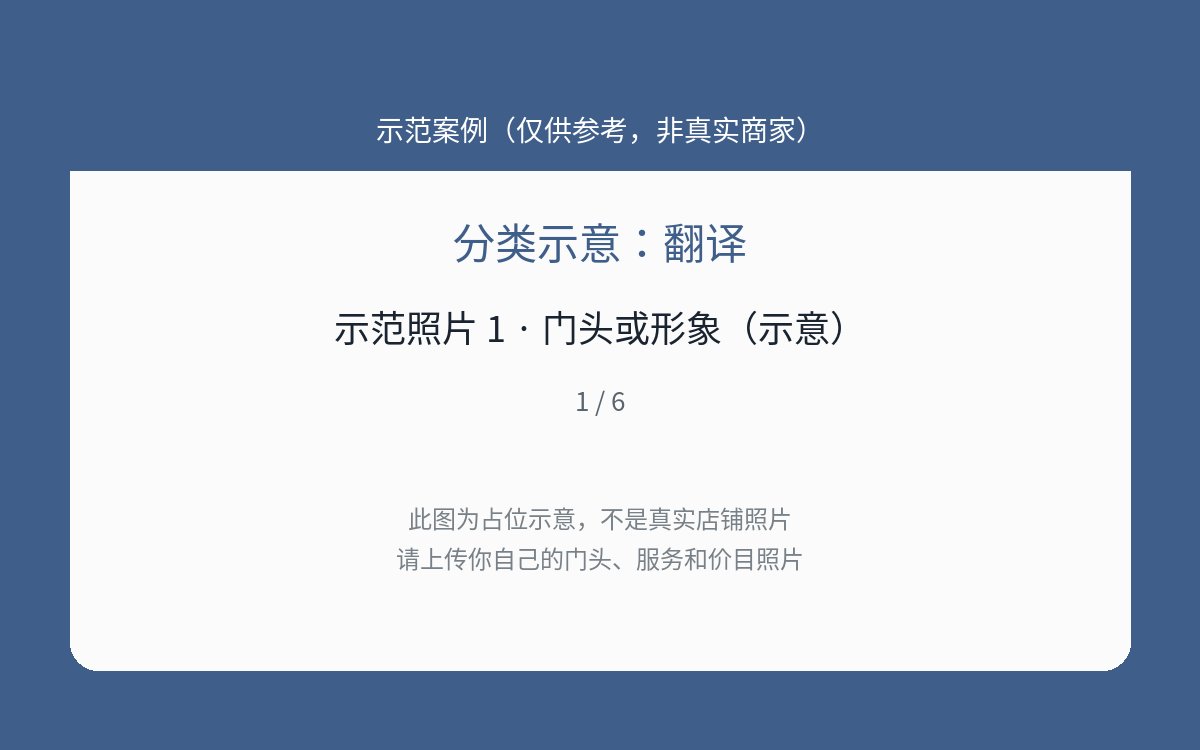 示范案例（仅供参考，非真实商家）
分类示意：翻译
示范照片 1 · 门头或形象（示意）
1 / 6
此图为占位示意，不是真实店铺照片
请上传你自己的门头、服务和价目照片